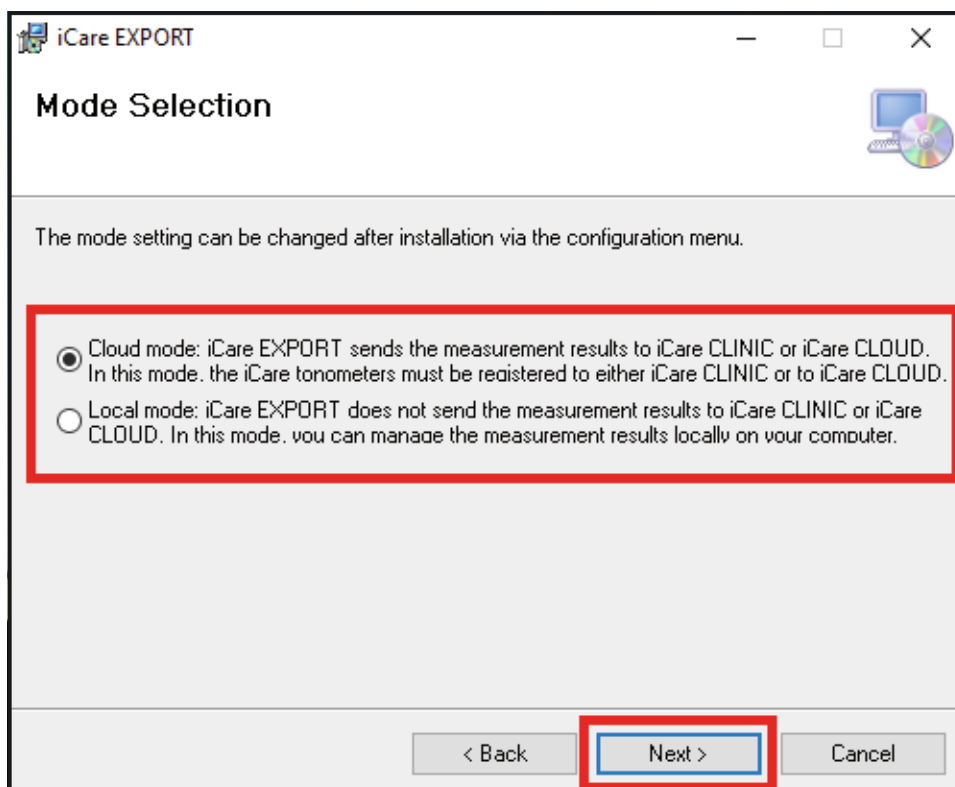 iCare EXPORT
Mode Selection
The mode setting can be changed after installation via the configuration menu.
Cloud mode: iCare EXPORT sends the measurement results to iCare CLINIC or iCare CLOUD.
In this mode, the iCare tonometers must be registered to either iCare CLINIC or to iCare CLOUD.
Local mode: iCare EXPORT does not send the measurement results to iCare CLINIC or iCare
CLOUD. In this mode, you can manage the measurement results locally on your computer.
< Back
Next >
Cancel